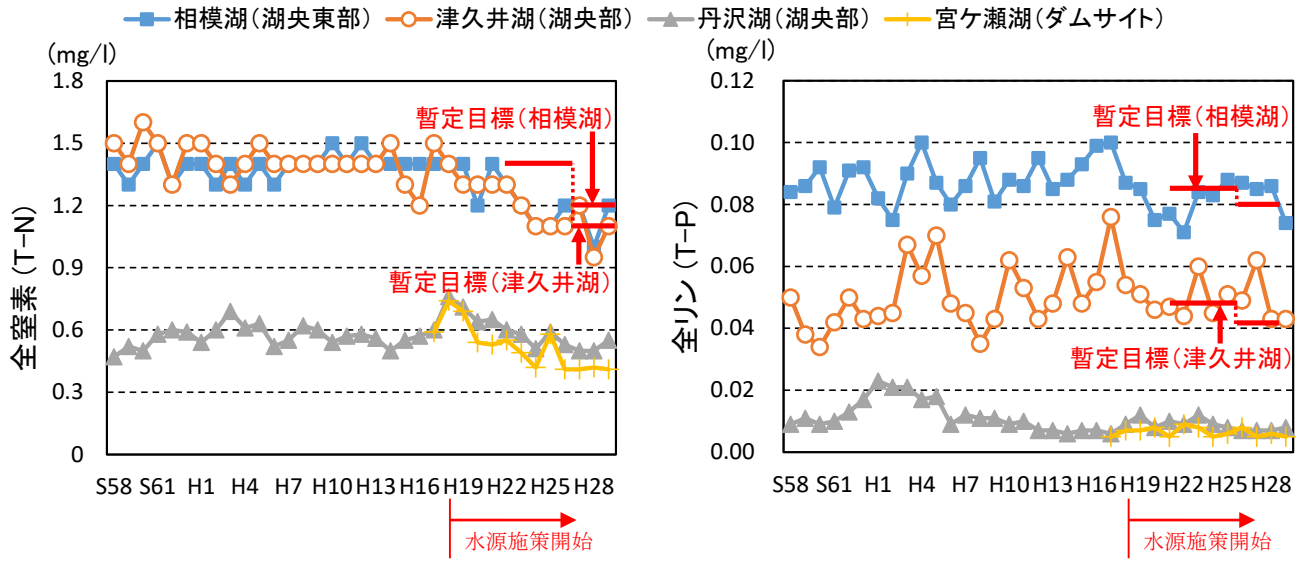 相模湖(湖央東部) 津久井湖(湖央部) 丹沢湖(湖央部) 宮ケ瀬湖(ダムサイト)
(mg/l)
1.8
1.5
1.2
0.9
0.6
0.3
0
全窒素 (T-N)
暫定目標(相模湖)
暫定目標(津久井湖)
S58 S61 H1 H4 H7 H10 H13 H16 H19 H22 H25 H28
水源施策開始
(mg/l)
0.12
0.10
0.08
0.06
0.04
0.02
0.00
全リン (T-P)
暫定目標(相模湖)
暫定目標(津久井湖)
S58 S61 H1 H4 H7 H10 H13 H16 H19 H22 H25 H28
水源施策開始